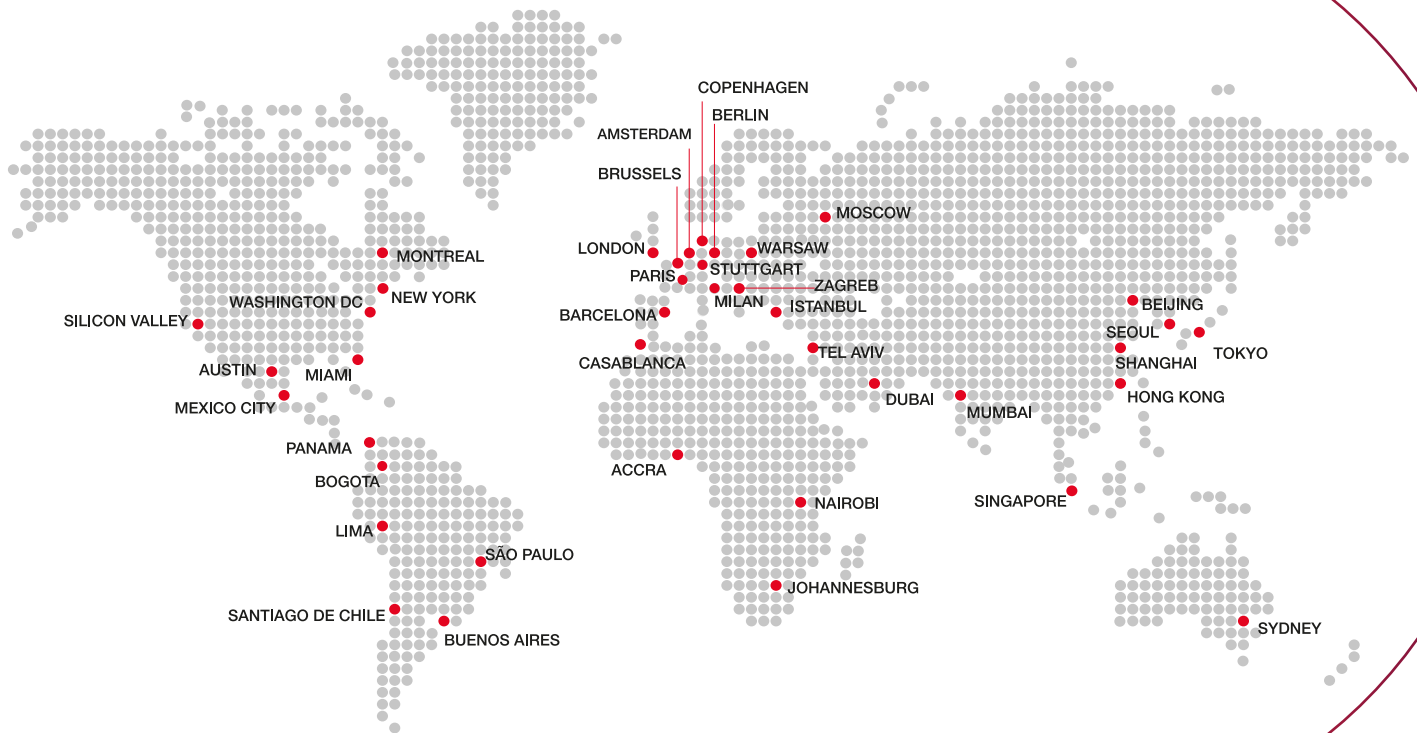 COPENHAGEN
BERLIN
AMSTERDAM
BRUSSELS
MOSCOW
LONDON
WARSAW
MONTREAL
PARIS
STUTTGART
ZAGREB
NEW YORK
MILAN
WASHINGTON DC
BARCELONA
ISTANBUL
BEIJING
SILICON VALLEY
SEOUL
TOKYO
TEL AVIV
CASABLANCA
SHANGHAI
AUSTIN
MIAMI
DUBAI
HONG KONG
MEXICO CITY
MUMBAI
PANAMA
ACCRA
BOGOTA
SINGAPORE
NAIROBI
LIMA
SÃO PAULO
JOHANNESBURG
SANTIAGO DE CHILE
SYDNEY
BUENOS AIRES